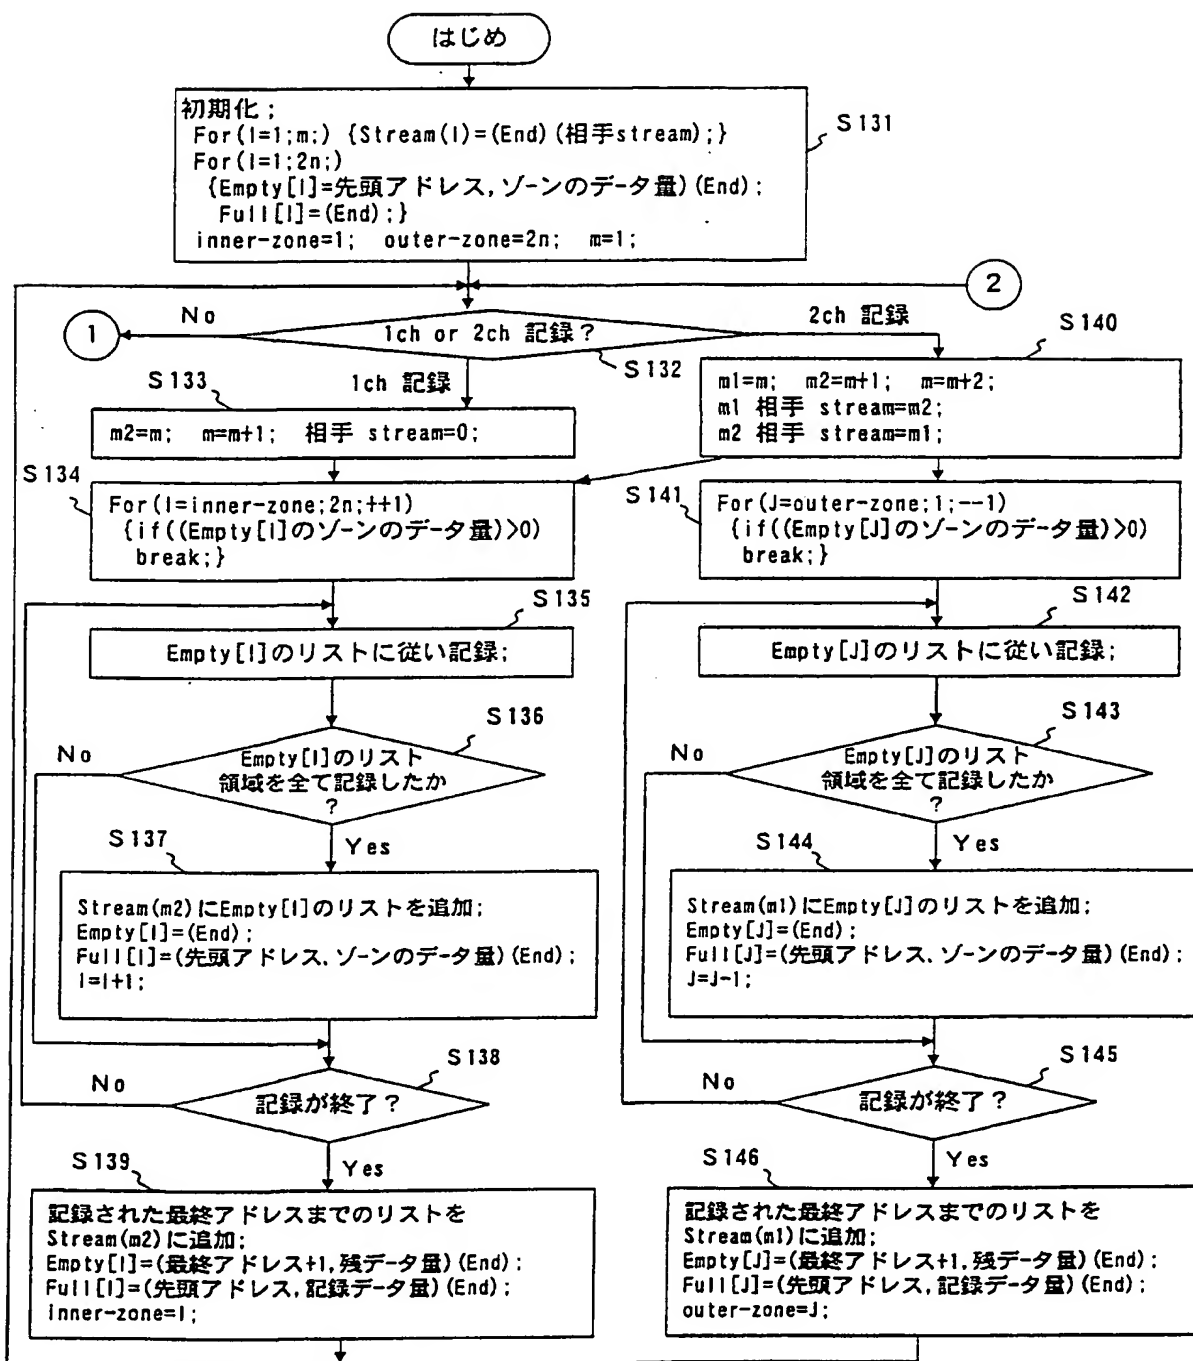 はじめ
初期化;
For(I=1;m;) {Stream(I)=(End)(相手stream);}
For(I=1;2n;)
{Empty[I]=先頭アドレス,ゾーンのデータ量)(End);
Full[I]=(End);}
inner-zone=1; outer-zone=2n; m=1;
S131
2
No
1
1ch or 2ch 記録?
2ch 記録
S140
S132
S133
1ch 記録
m1=m; m2=m+1; m=m+2;
m1 相手 stream=m2;
m2 相手 stream=m1;
m2=m; m=m+1; 相手 stream=0;
S134
For(I=inner-zone;2n;++1)
{if((Empty[I]のゾーンのデータ量)>0)
break;}
S141
For(J=outer-zone;1;--1)
{if((Empty[J]のゾーンのデータ量)>0)
break;}
S135
Empty[I]のリストに従い記録;
S142
Empty[J]のリストに従い記録;
S136
No
Empty[I]のリスト
領域を全て記録したか
?
Yes
S143
No
Empty[J]のリスト
領域を全て記録したか
?
Yes
S137
Stream(m2)にEmpty[I]のリストを追加;
Empty[I]=(End);
Full[I]=(先頭アドレス,ゾーンのデータ量)(End);
I=I+1;
S144
Stream(m1)にEmpty[J]のリストを追加;
Empty[J]=(End);
Full[J]=(先頭アドレス,ゾーンのデータ量)(End);
J=J-1;
S138
No
記録が終了?
Yes
S145
No
記録が終了?
Yes
S139
記録された最終アドレスまでのリストを
Stream(m2)に追加;
Empty[I]=(最終アドレス+1,残データ量)(End);
Full[I]=(先頭アドレス,記録データ量)(End);
inner-zone=I;
S146
記録された最終アドレスまでのリストを
Stream(m1)に追加;
Empty[J]=(最終アドレス+1,残データ量)(End);
Full[J]=(先頭アドレス,記録データ量)(End);
outer-zone=J;